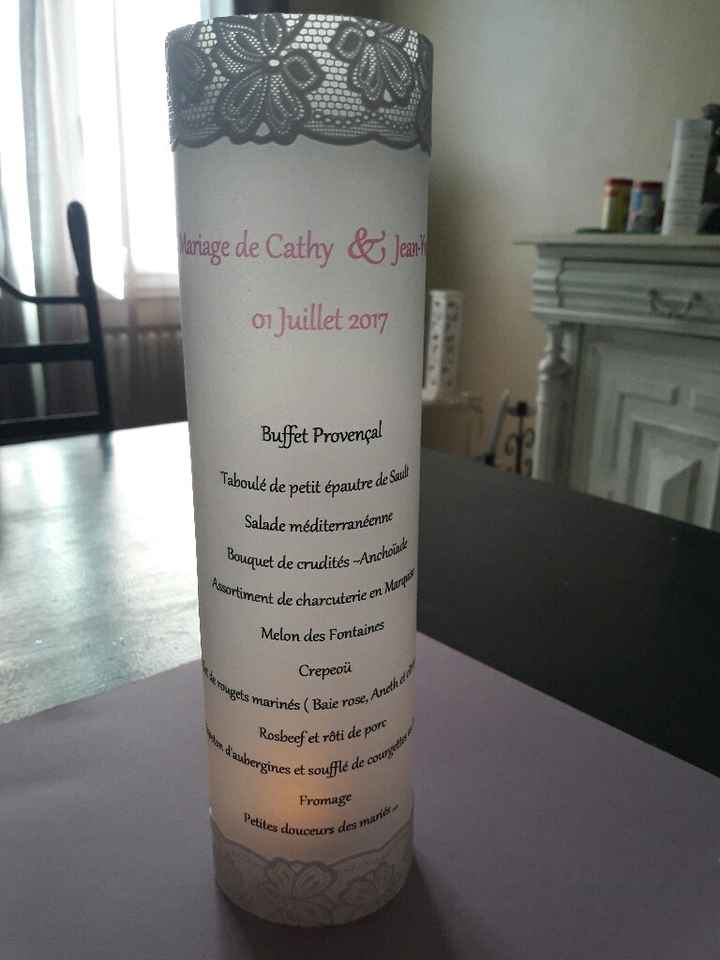 Mariage de Cathy & Jean-Y
01 Juillet 2017
Buffet Provençal
Taboulé de petit épautre de Sault
Salade méditerranéenne
Bouquet de crudités –Anchoïade
Assortiment de charcuterie en Marquise
Melon des Fontaines
Crepeoü
de rougets marinés ( Baie rose, Aneth et
Rosbeef et rôti de porc
d'aubergines et soufflé de courgettes
Fromage
Petites douceurs des mariés ...